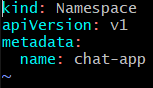 kind: Namespace
apiVersion: v1
metadata:
  name: chat-app
~